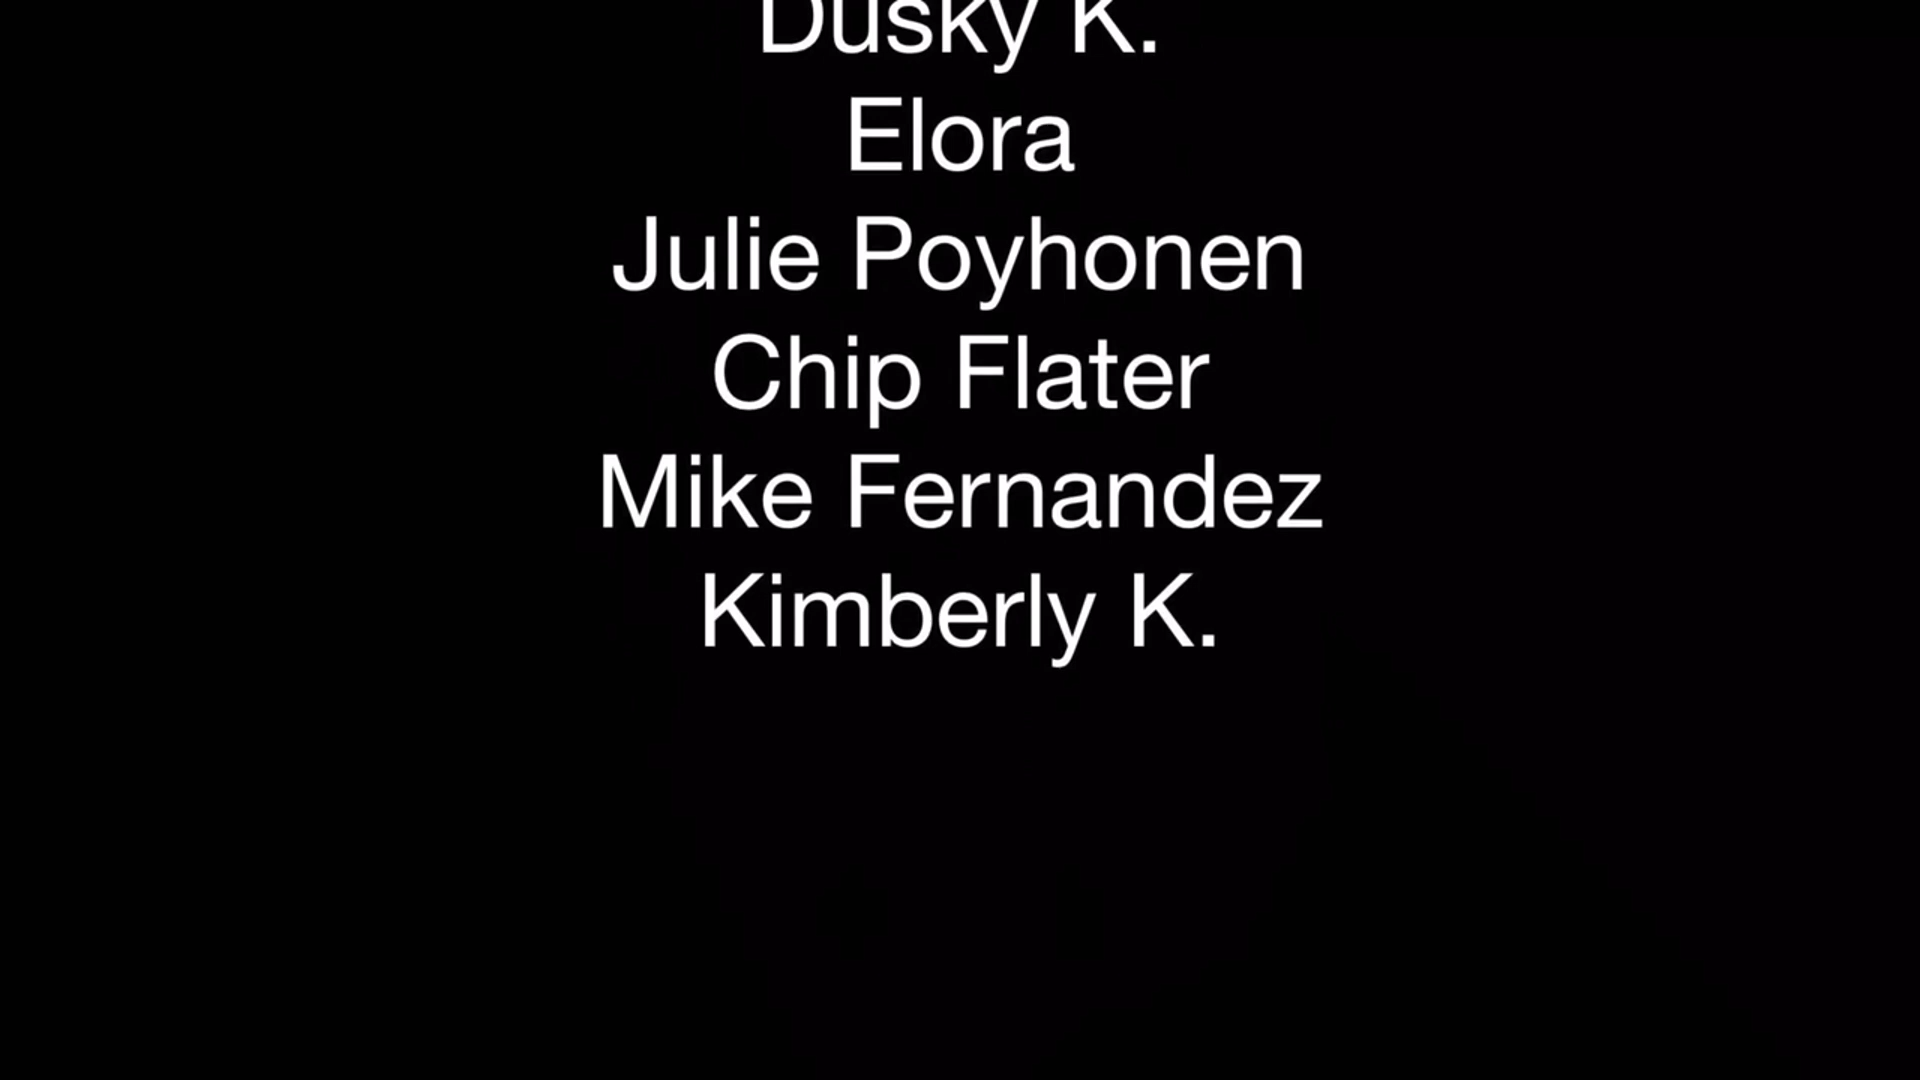 Dusky K.
Elora
Julie Poyhonen
Chip Flater
Mike Fernandez
Kimberly K.